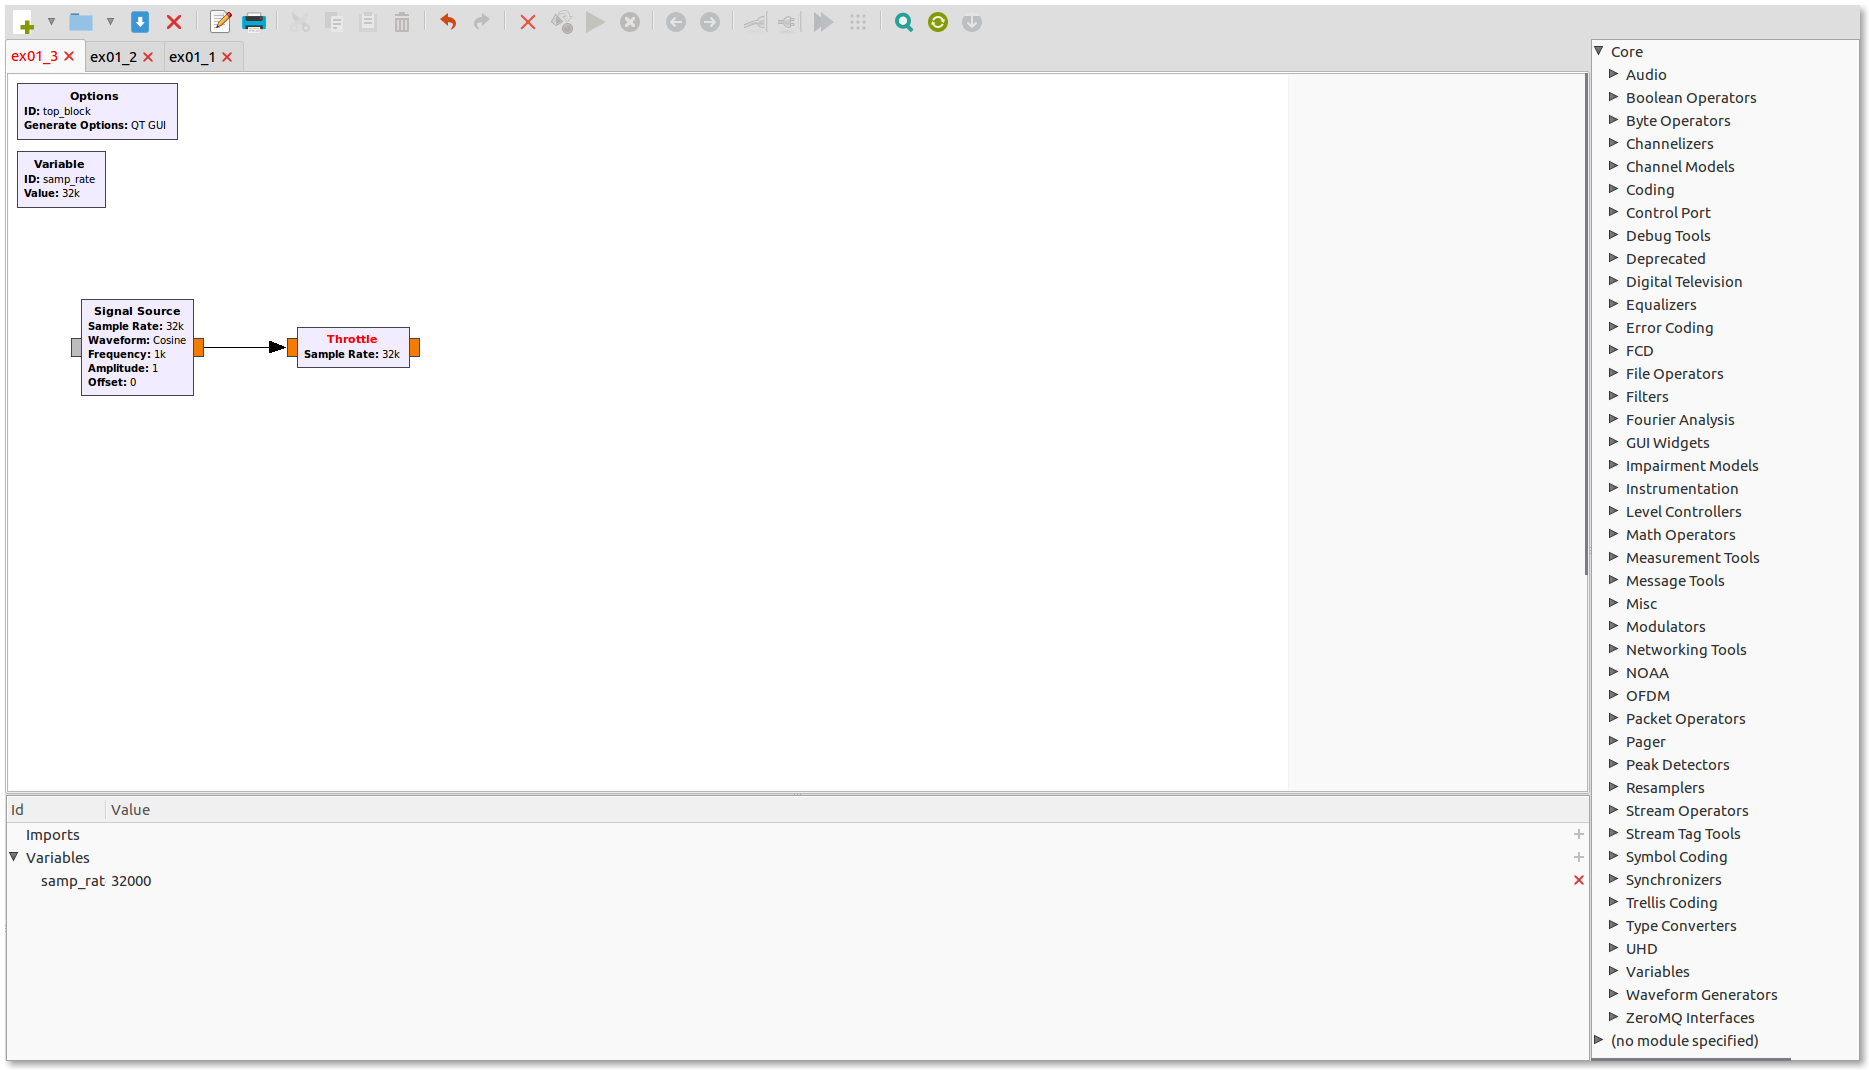 ex01_3
ex01_2
ex01_1
Options
ID: top_block
Generate Options: QT GUI
Variable
ID: samp_rate
Value: 32k
Signal Source
Sample Rate: 32k
Waveform: Cosine
Frequency: 1k
Amplitude: 1
Offset: 0
Throttle
Sample Rate: 32k
Id Value
Imports
Variables
samp_rat 32000
Core
Audio
Boolean Operators
Byte Operators
Channelizers
Channel Models
Coding
Control Port
Debug Tools
Deprecated
Digital Television
Equalizers
Error Coding
FCD
File Operators
Filters
Fourier Analysis
GUI Widgets
Impairment Models
Instrumentation
Level Controllers
Math Operators
Measurement Tools
Message Tools
Misc
Modulators
Networking Tools
NOAA
OFDM
Packet Operators
Pager
Peak Detectors
Resamplers
Stream Operators
Stream Tag Tools
Symbol Coding
Synchronizers
Trellis Coding
Type Converters
UHD
Variables
Waveform Generators
ZeroMQ Interfaces
(no module specified)